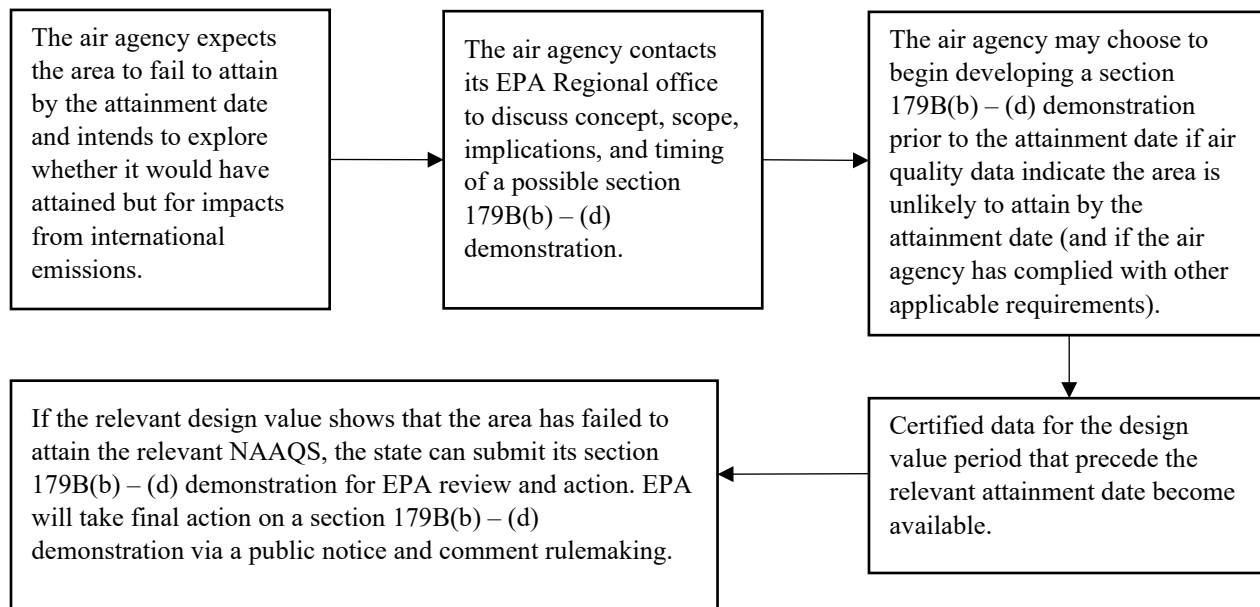 The air agency expects
the area to fail to attain
by the attainment date
and intends to explore
whether it would have
attained but for impacts
from international
emissions.
The air agency contacts
its EPA Regional office
to discuss concept, scope,
implications, and timing
of a possible section
179B(b) – (d)
demonstration.
The air agency may choose to
begin developing a section
179B(b) – (d) demonstration
prior to the attainment date if air
quality data indicate the area is
unlikely to attain by the
attainment date (and if the air
agency has complied with other
applicable requirements).
Certified data for the design
value period that precede the
relevant attainment date become
available.
If the relevant design value shows that the area has failed to
attain the relevant NAAQS, the state can submit its section
179B(b) – (d) demonstration for EPA review and action. EPA
will take final action on a section 179B(b) – (d)
demonstration via a public notice and comment rulemaking.